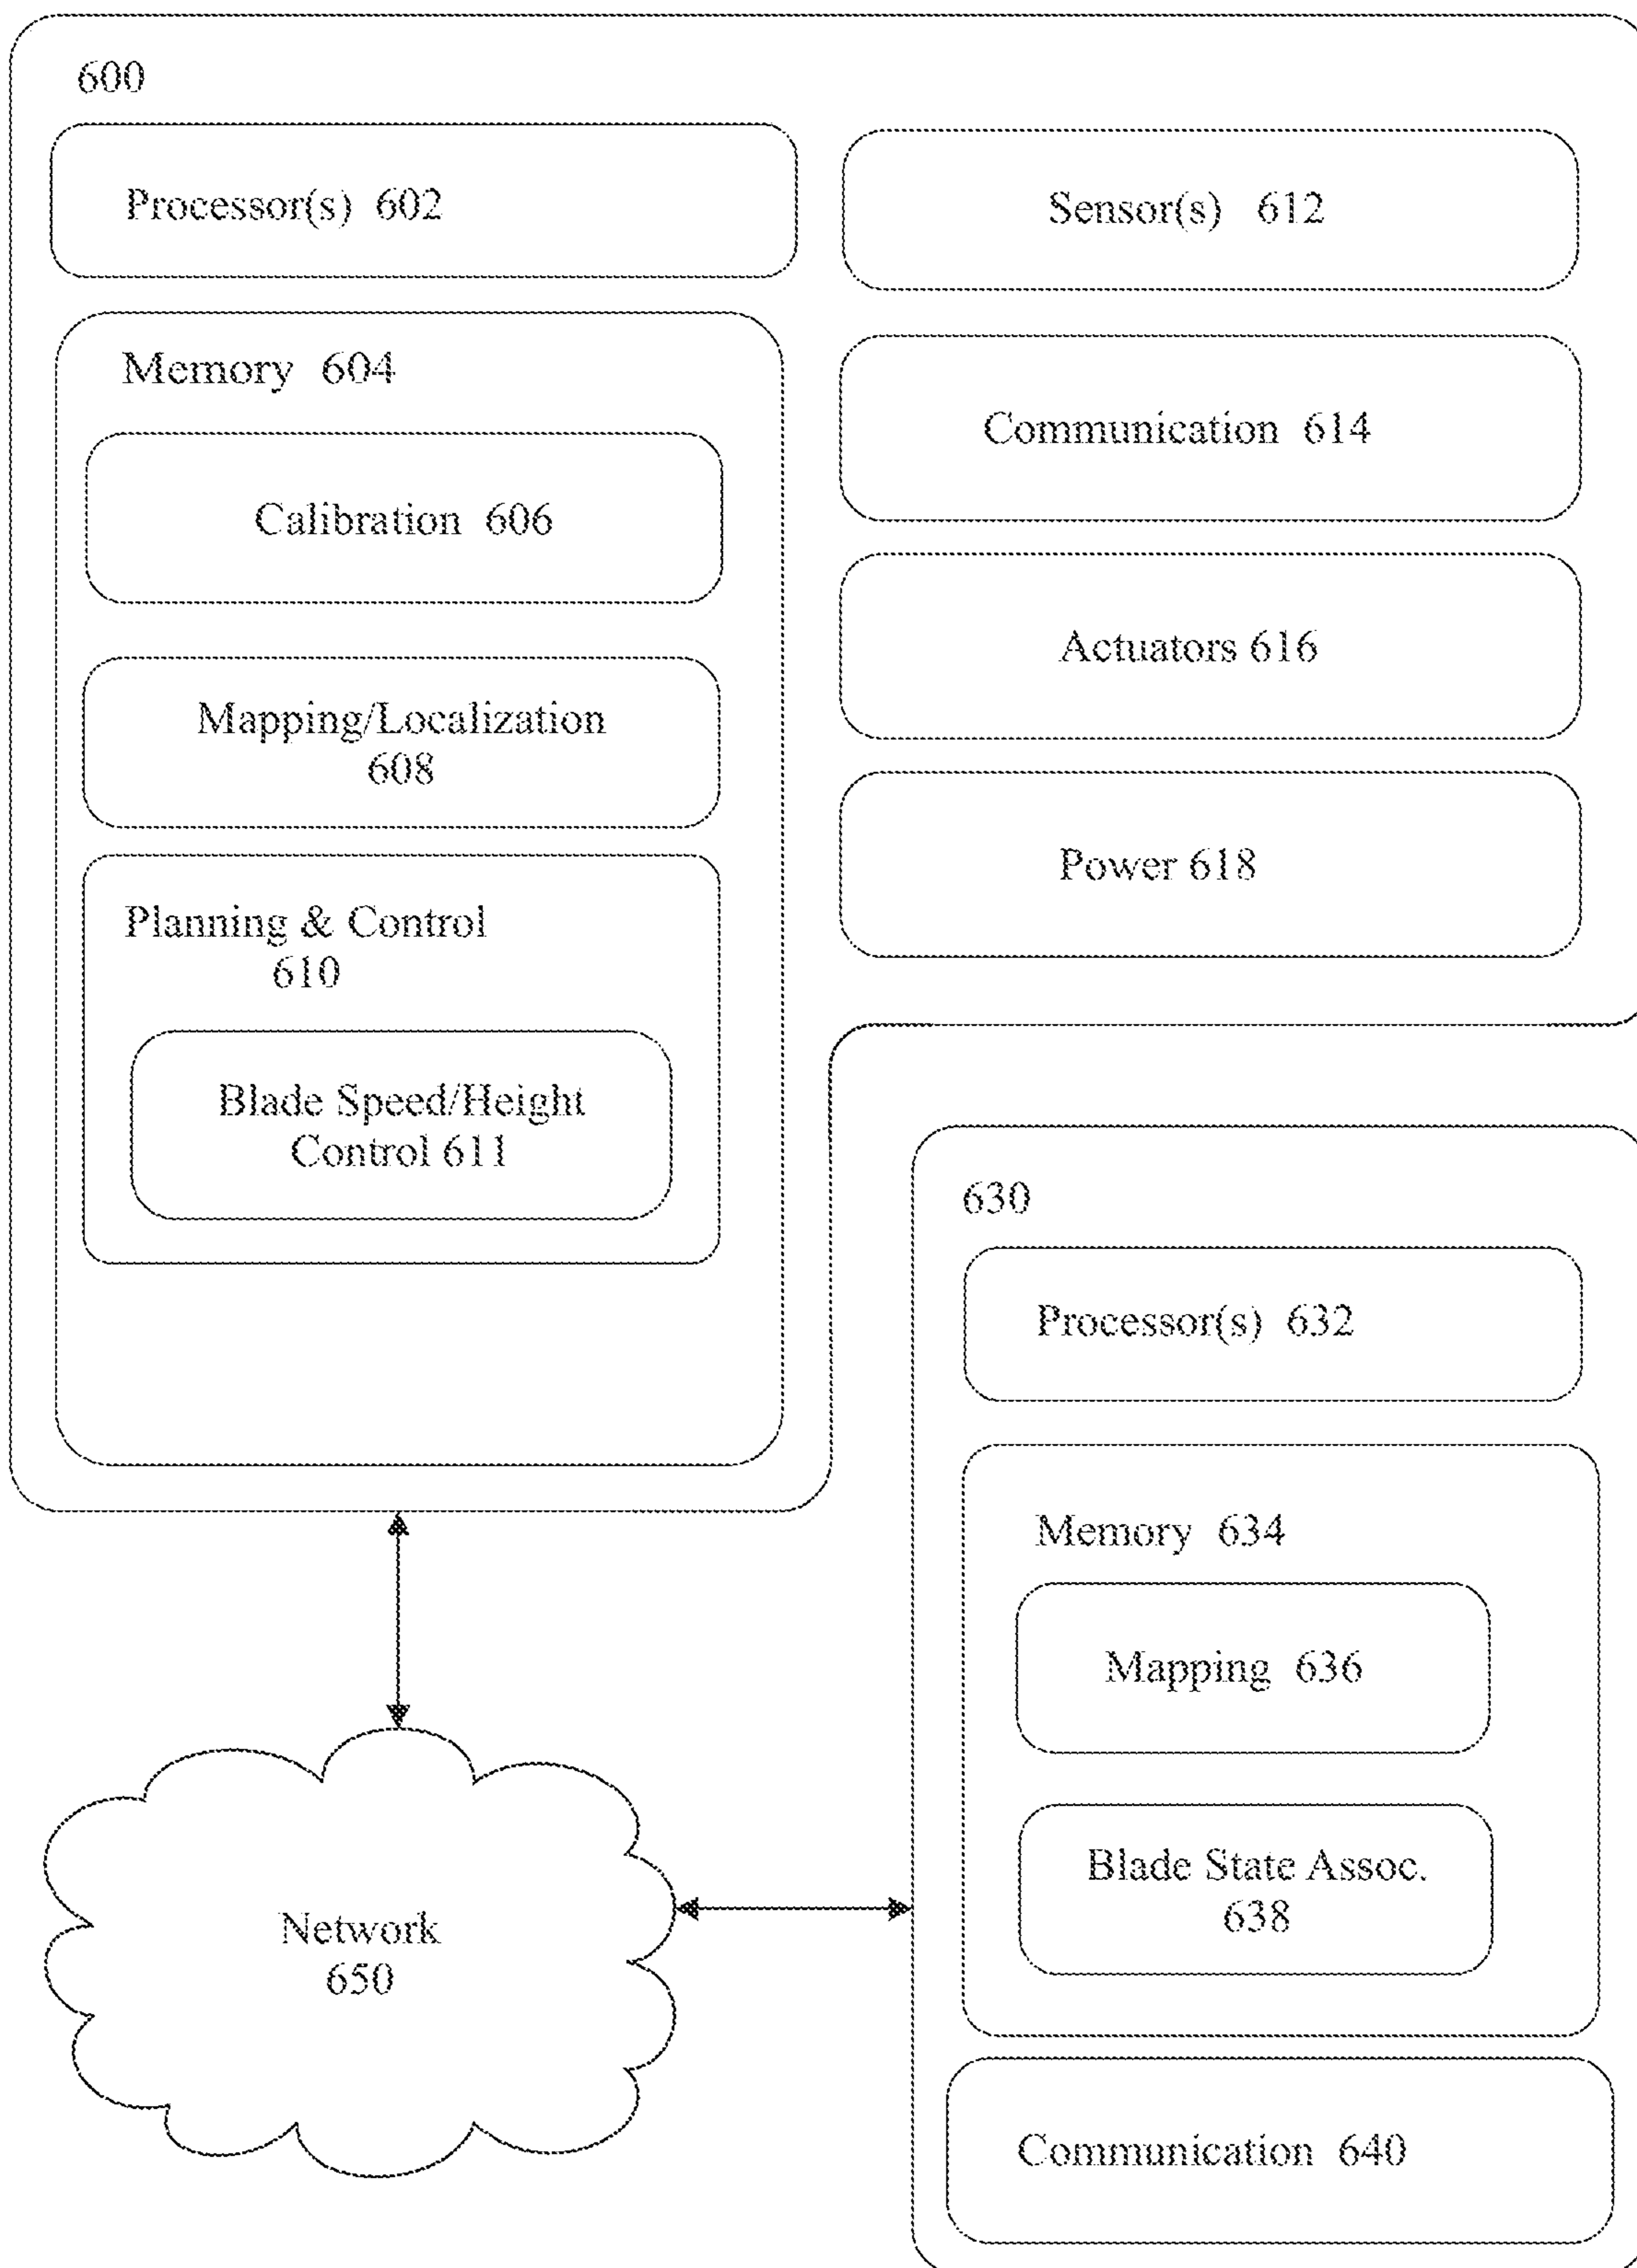 600
Processor(s) 602
Memory 604
Calibration 606
Mapping/Localization
608
Planning & Control
610
Blade Speed/Height
Control 611
Sensor(s) 612
Communication 614
Actuators 616
Power 618
630
Processor(s) 632
Memory 634
Mapping 636
Blade State Assoc.
638
Communication 640
Network
650